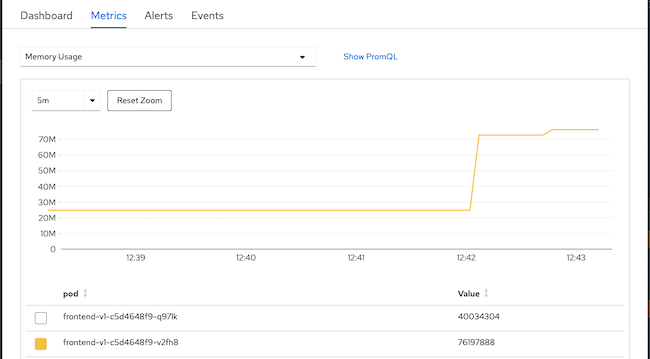 Dashboard Metrics Alerts Events
Memory Usage Show PromQL
5m Reset Zoom
70M
60M
50M
40M
30M
20M
10M
0
12:39 12:40 12:41 12:42 12:43
pod Value
frontend-v1-c5d4648f9-q97lk 40034304
frontend-v1-c5d4648f9-v2fh8 76197888